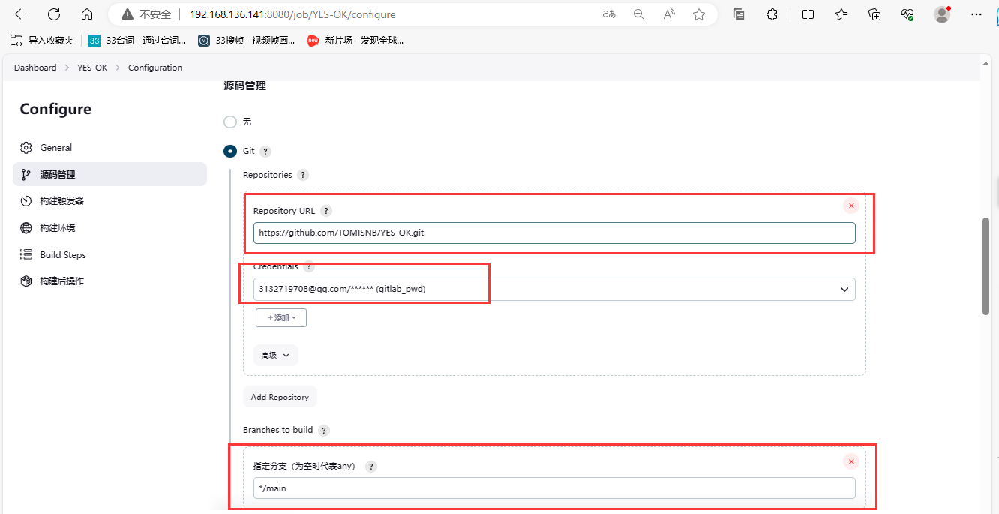 不安全 192.168.136.141:8080/job/YES-OK/configure aあ
导入收藏夹 33 33台词 - 通过台词... 33搜帧 - 视频帧画... new 新片场 - 发现全球...
Dashboard YES-OK Configuration
Configure
General
源码管理
构建触发器
构建环境
Build Steps
构建后操作
源码管理
无
Git ?
Repositories ?
Repository URL ?
https://github.com/TOMISNB/YES-OK.git
Credentials ?
3132719708@qq.com/****** (gitlab_pwd)
+添加
高级
Add Repository
Branches to build ?
指定分支（为空时代表any） ?
*/main